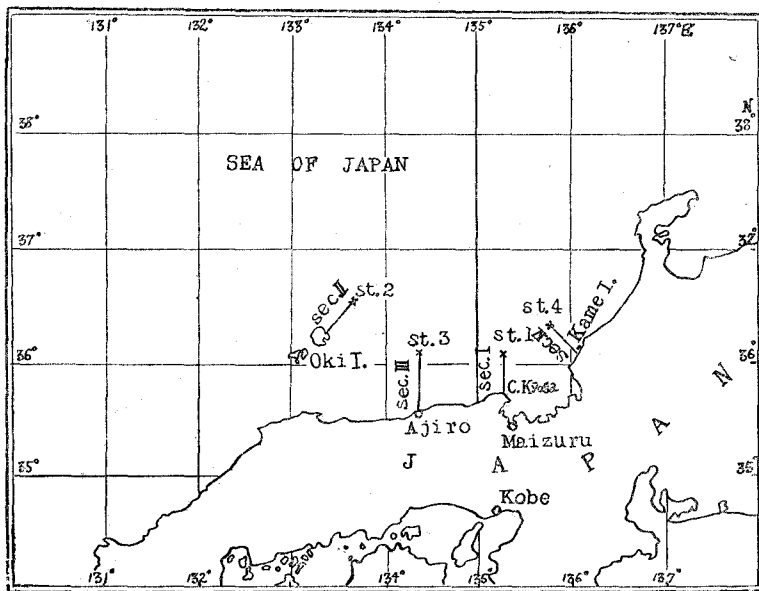 131° 132° 133° 134° 135° 136° 137°E.
N
38° 38°
SEA OF JAPAN
37° 37°
sec.II st.2
st.4 Kame I.
sec.IV
st.3 st.1
36° Oki I. 36°
sec.III sec.I C.Kyoga
Ajiro Maizuru
35° J A P A N 35°
Kobe
131° 132° 133° 134° 135° 136° 137°